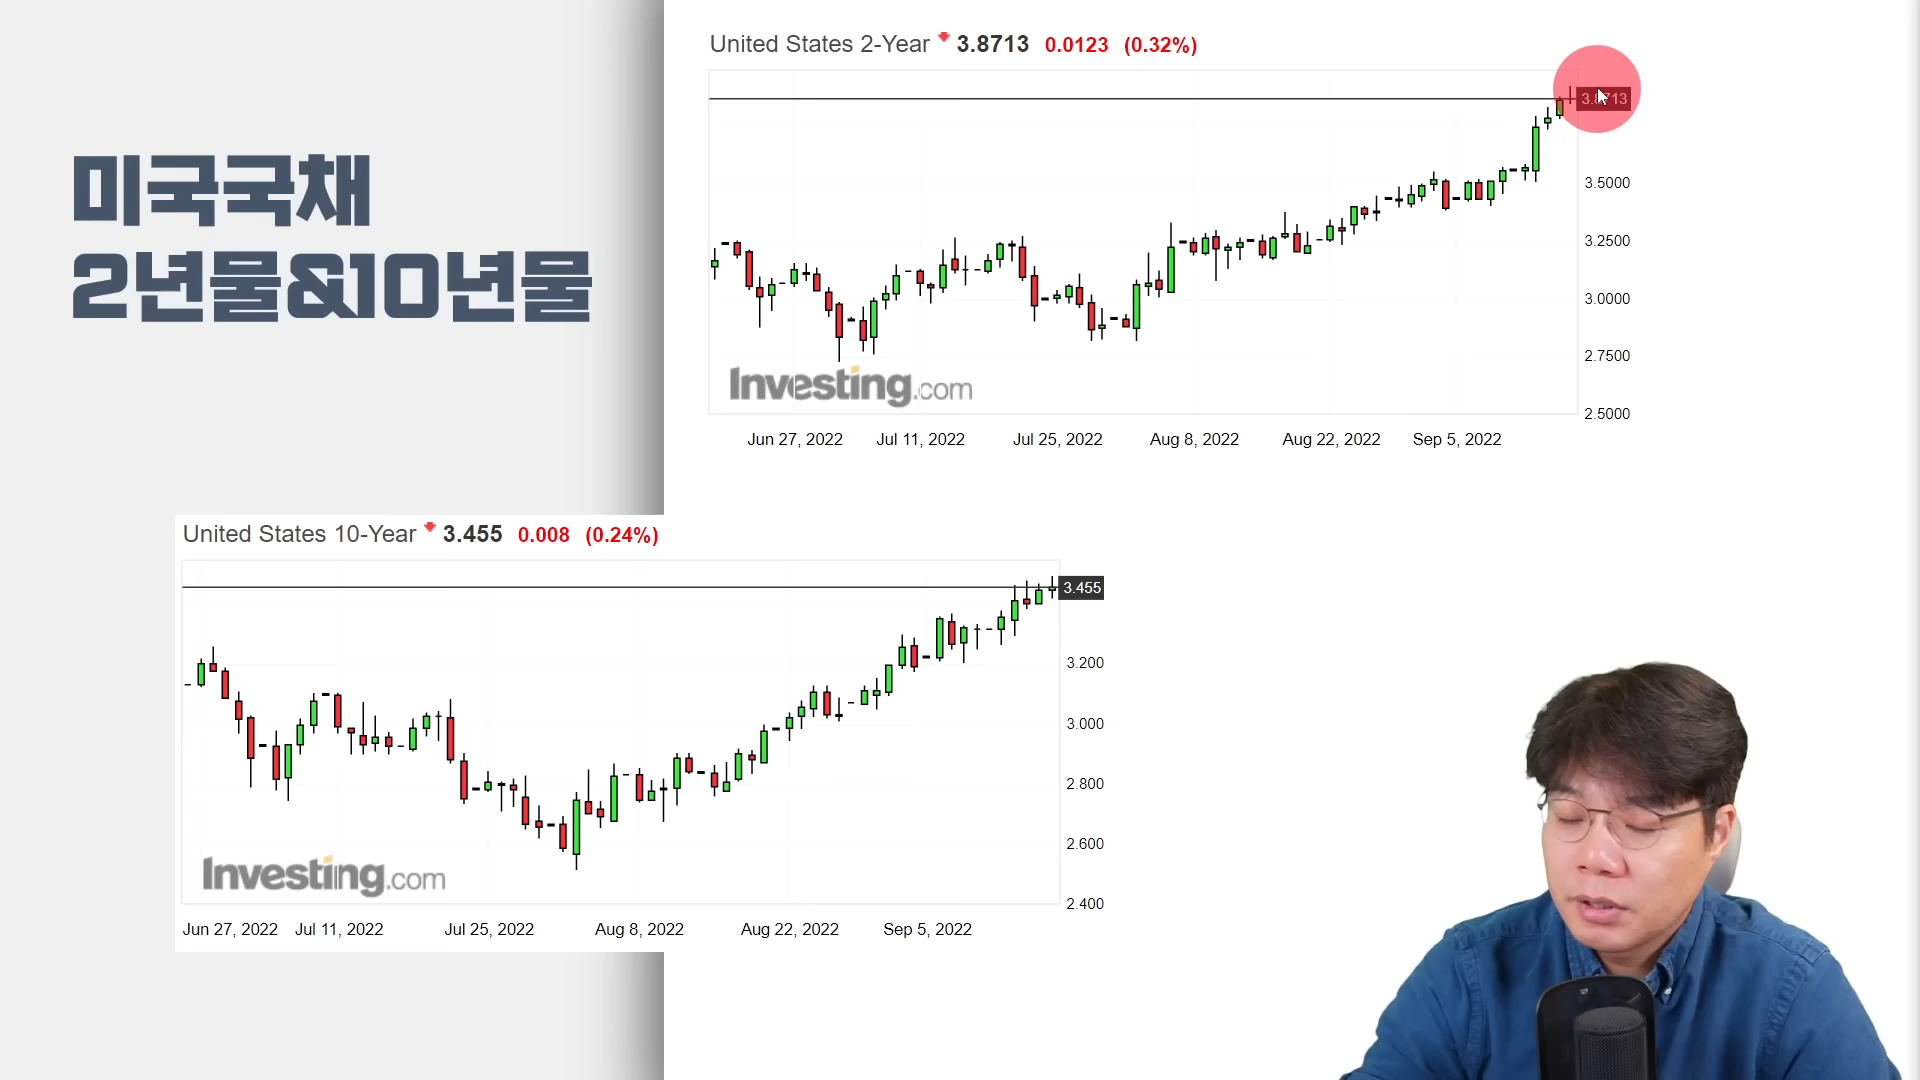 미국국채
2년물&10년물
United States 2-Year 3.8713 0.0123 (0.32%)
3.5000
3.2500
3.0000
2.7500
2.5000
Investing.com
Jun 27, 2022 Jul 11, 2022 Jul 25, 2022 Aug 8, 2022 Aug 22, 2022 Sep 5, 2022
United States 10-Year 3.455 0.008 (0.24%)
3.455
3.200
3.000
2.800
2.600
2.400
Investing.com
Jun 27, 2022 Jul 11, 2022 Jul 25, 2022 Aug 8, 2022 Aug 22, 2022 Sep 5, 2022